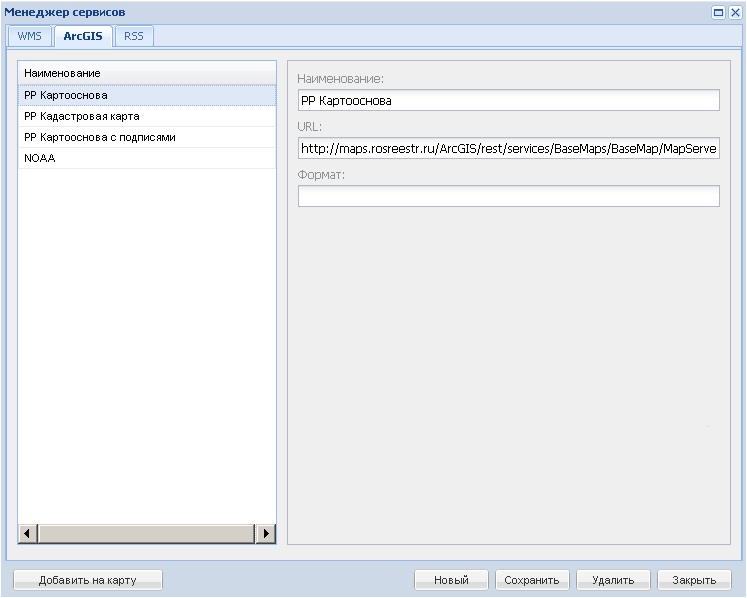 Менеджер сервисов
WMS
ArcGIS
RSS
Наименование
РР Картооснова
РР Кадастровая карта
РР Картооснова с подписями
NOAA
Наименование:
РР Картооснова
URL:
http://maps.rosreestr.ru/ArcGIS/rest/services/BaseMaps/BaseMap/MapServe
Формат:
Добавить на карту
Новый
Сохранить
Удалить
Закрыть